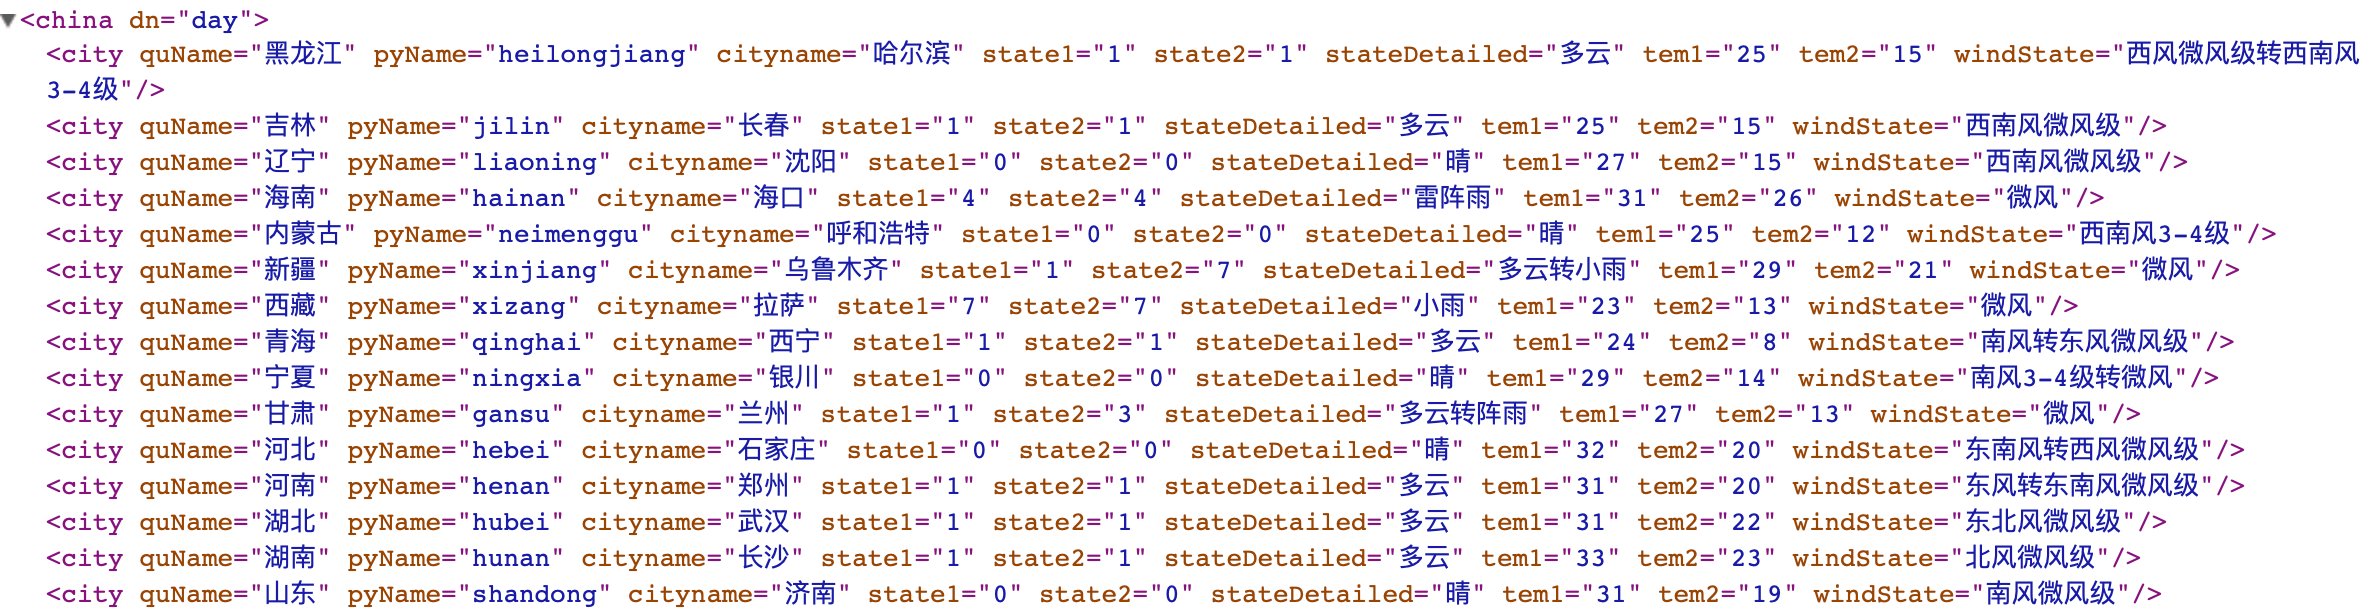 <china dn="day">
<city quName="黑龙江" pyName="heilongjiang" cityname="哈尔滨" state1="1" state2="1" stateDetailed="多云" tem1="25" tem2="15" windState="西风微风级转西南风
3-4级"/>
<city quName="吉林" pyName="jilin" cityname="长春" state1="1" state2="1" stateDetailed="多云" tem1="25" tem2="15" windState="西南风微风级"/>
<city quName="辽宁" pyName="liaoning" cityname="沈阳" state1="0" state2="0" stateDetailed="晴" tem1="27" tem2="15" windState="西南风微风级"/>
<city quName="海南" pyName="hainan" cityname="海口" state1="4" state2="4" stateDetailed="雷阵雨" tem1="31" tem2="26" windState="微风"/>
<city quName="内蒙古" pyName="neimenggu" cityname="呼和浩特" state1="0" state2="0" stateDetailed="晴" tem1="25" tem2="12" windState="西南风3-4级"/>
<city quName="新疆" pyName="xinjiang" cityname="乌鲁木齐" state1="1" state2="7" stateDetailed="多云转小雨" tem1="29" tem2="21" windState="微风"/>
<city quName="西藏" pyName="xizang" cityname="拉萨" state1="7" state2="7" stateDetailed="小雨" tem1="23" tem2="13" windState="微风"/>
<city quName="青海" pyName="qinghai" cityname="西宁" state1="1" state2="1" stateDetailed="多云" tem1="24" tem2="8" windState="南风转东风微风级"/>
<city quName="宁夏" pyName="ningxia" cityname="银川" state1="0" state2="0" stateDetailed="晴" tem1="29" tem2="14" windState="南风3-4级转微风"/>
<city quName="甘肃" pyName="gansu" cityname="兰州" state1="1" state2="3" stateDetailed="多云转阵雨" tem1="27" tem2="13" windState="微风"/>
<city quName="河北" pyName="hebei" cityname="石家庄" state1="0" state2="0" stateDetailed="晴" tem1="32" tem2="20" windState="东南风转西风微风级"/>
<city quName="河南" pyName="henan" cityname="郑州" state1="1" state2="1" stateDetailed="多云" tem1="31" tem2="20" windState="东风转东南风微风级"/>
<city quName="湖北" pyName="hubei" cityname="武汉" state1="1" state2="1" stateDetailed="多云" tem1="31" tem2="22" windState="东北风微风级"/>
<city quName="湖南" pyName="hunan" cityname="长沙" state1="1" state2="1" stateDetailed="多云" tem1="33" tem2="23" windState="北风微风级"/>
<city quName="山东" pyName="shandong" cityname="济南" state1="0" state2="0" stateDetailed="晴" tem1="31" tem2="19" windState="南风微风级"/>